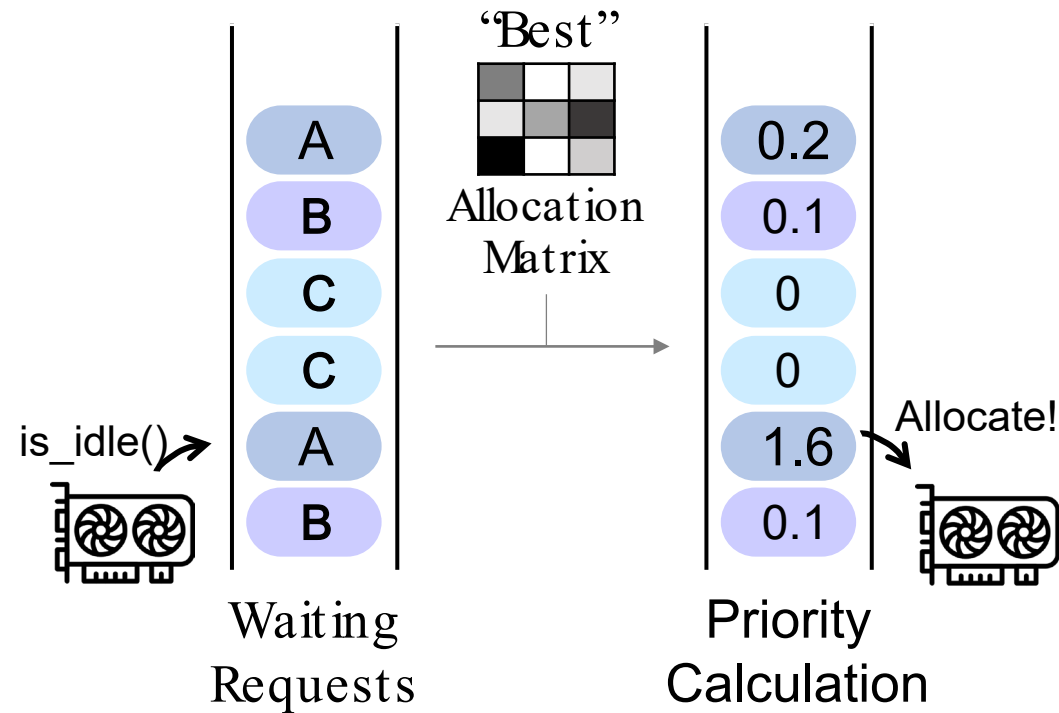 “Best”
Allocation
Matrix
A
B
C
C
A
B
is_idle()
Waiting
Requests
0.2
0.1
0
0
1.6
0.1
Allocate!
Priority
Calculation